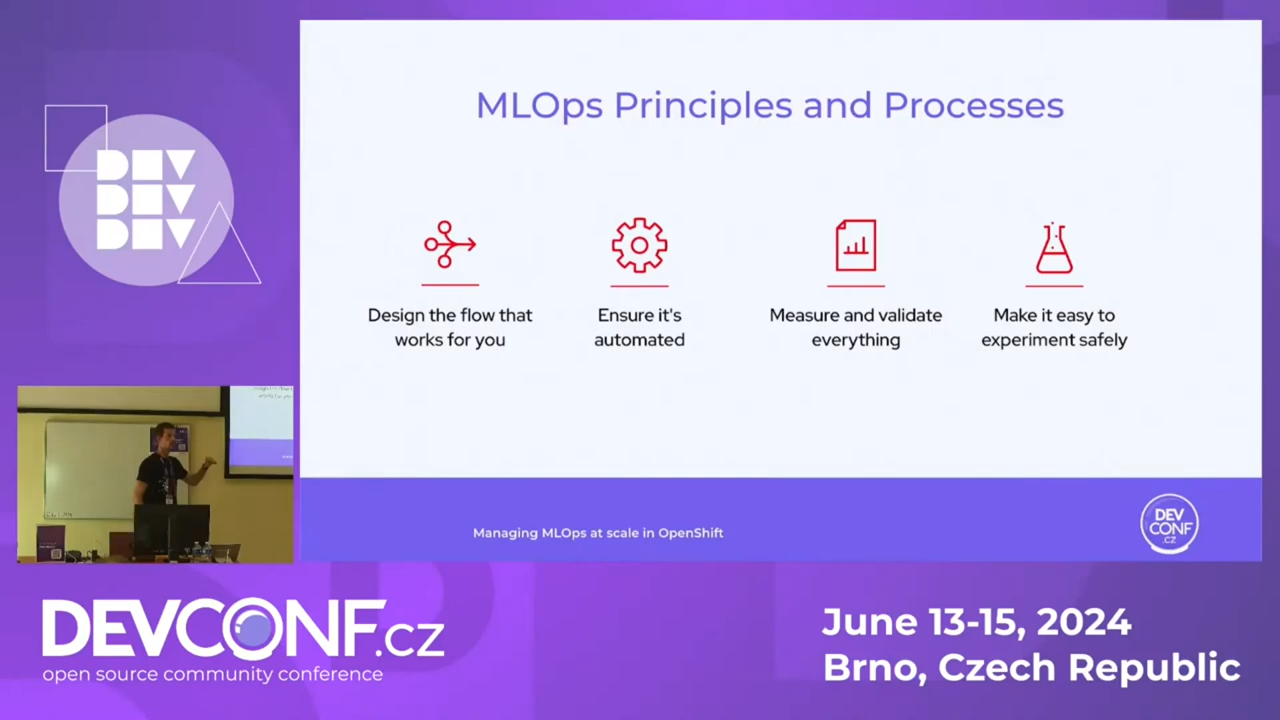 DEV
DEV
DEV
MLOps Principles and Processes
Design the flow that
works for you
Ensure it's
automated
Measure and validate
everything
Make it easy to
experiment safely
Managing MLOps at scale in OpenShift
DEV
CONF
.CZ
DEVCONF.cz
open source community conference
June 13-15, 2024
Brno, Czech Republic